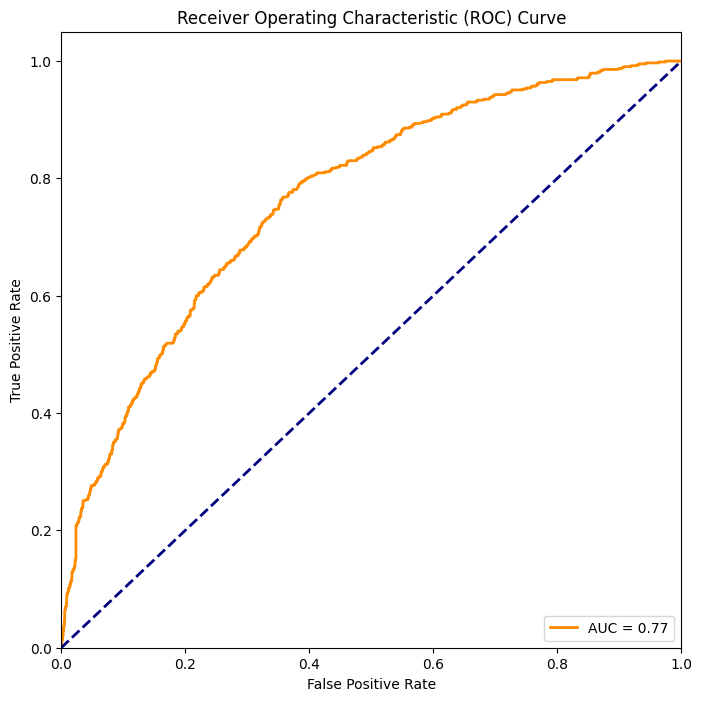 Receiver Operating Characteristic (ROC) Curve
1.0
0.8
0.6
0.4
0.2
0.0
True Positive Rate
AUC = 0.77
0.0 0.2 0.4 0.6 0.8 1.0
False Positive Rate